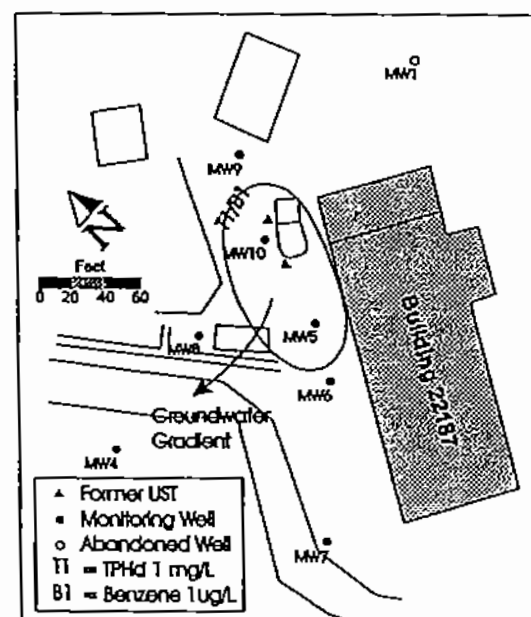 MW1
MW9
T1/B1
MW10
N
Feet
0 20 40 60
MW5
MW8
MW6
Building 22187
Groundwater
Gradient
MW4
MW7
Former UST
Monitoring Well
Abandoned Well
T1 = TPHd 1 mg/L
B1 = Benzene 1ug/L